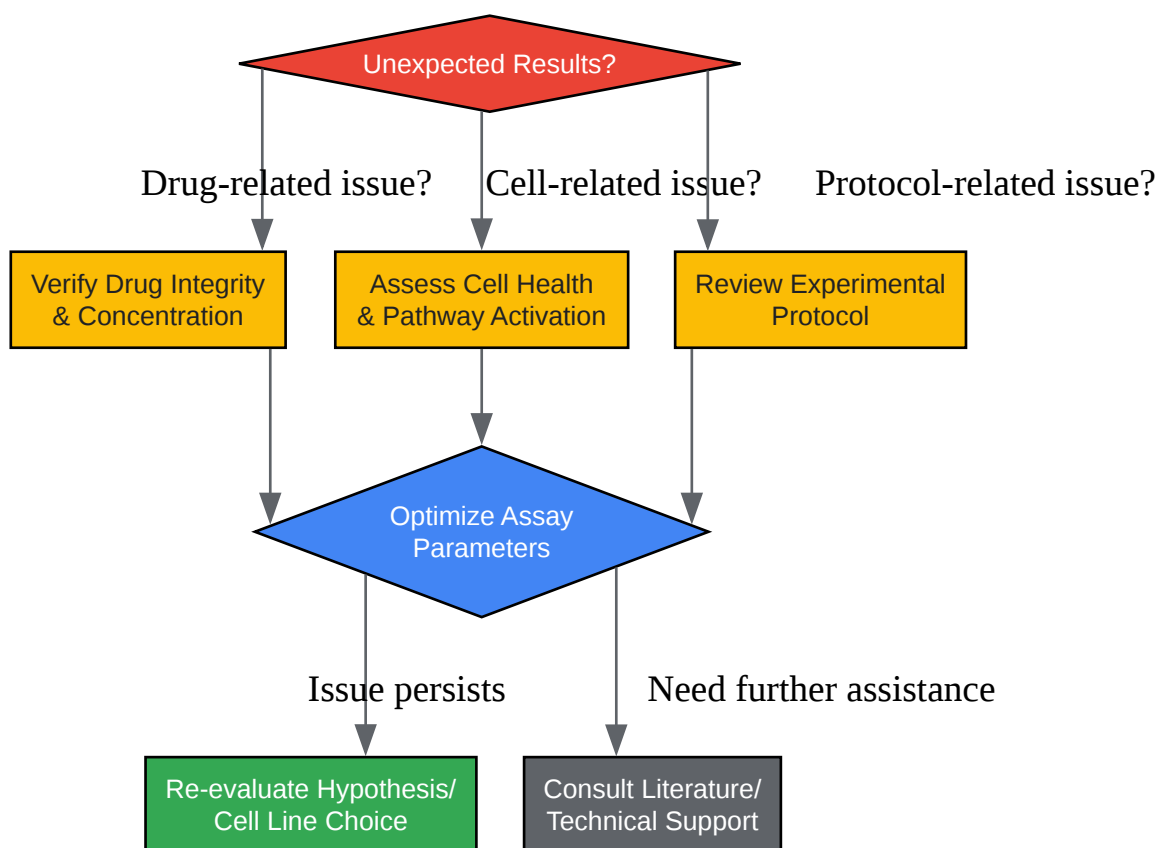 Unexpected Results?
Drug-related issue?
Cell-related issue?
Protocol-related issue?
Verify Drug Integrity
& Concentration
Assess Cell Health
& Pathway Activation
Review Experimental
Protocol
Optimize Assay
Parameters
Issue persists
Need further assistance
Re-evaluate Hypothesis/
Cell Line Choice
Consult Literature/
Technical Support